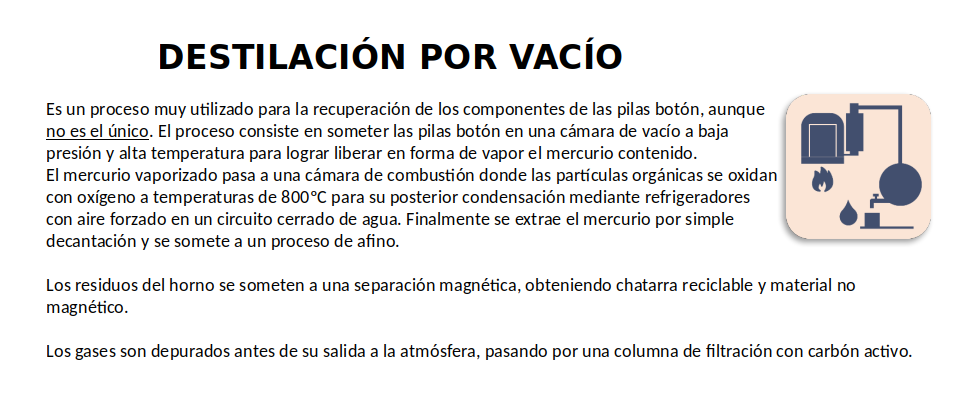 DESTILACIÓN POR VACÍO
Es un proceso muy utilizado para la recuperación de los componentes de las pilas botón, aunque
no es el único. El proceso consiste en someter las pilas botón en una cámara de vacío a baja
presión y alta temperatura para lograr liberar en forma de vapor el mercurio contenido.
El mercurio vaporizado pasa a una cámara de combustión donde las partículas orgánicas se oxidan
con oxígeno a temperaturas de 800°C para su posterior condensación mediante refrigeradores
con aire forzado en un circuito cerrado de agua. Finalmente se extrae el mercurio por simple
decantación y se somete a un proceso de afino.
Los residuos del horno se someten a una separación magnética, obteniendo chatarra reciclable y material no
magnético.
Los gases son depurados antes de su salida a la atmósfera, pasando por una columna de filtración con carbón activo.